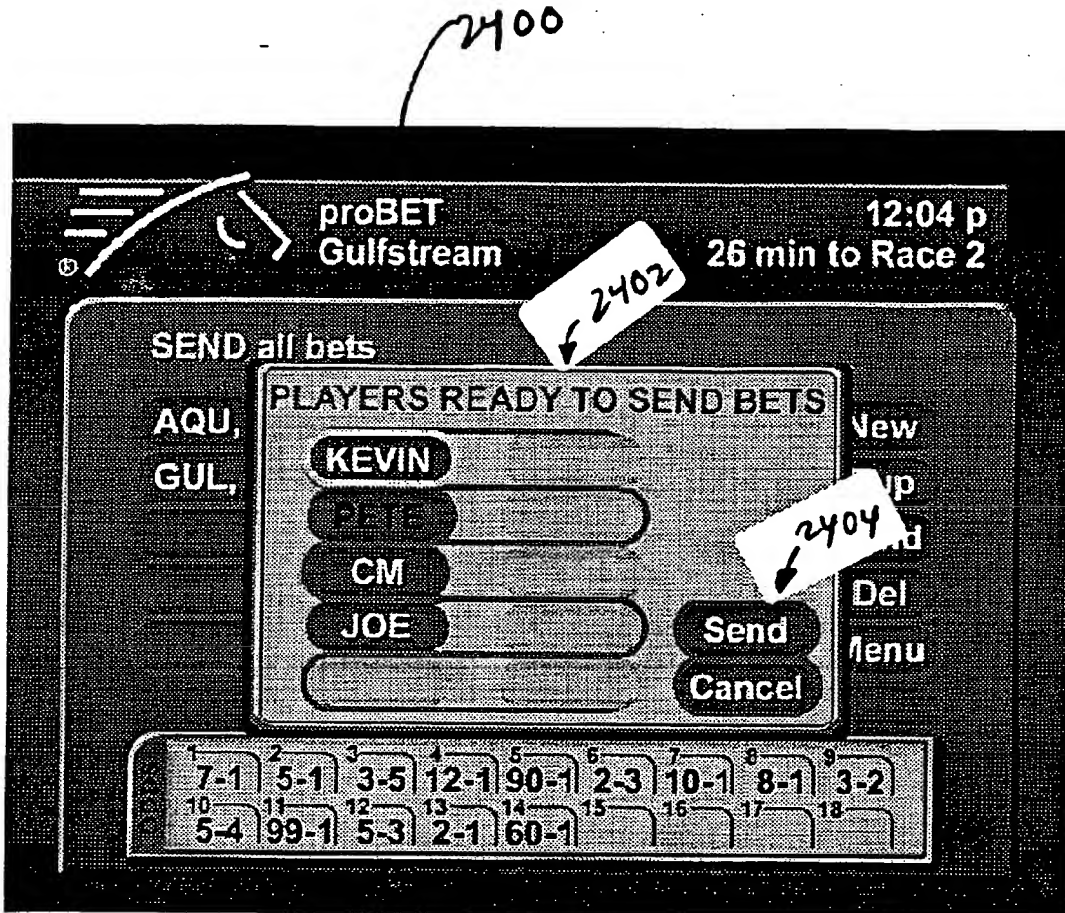 2400
proBET
12:04 p
Gulfstream
26 min to Race 2
®
2402
SEND all bets
PLAYERS READY TO SEND BETS
AQU,
New
KEVIN
GUL,
up
PETE
2404
nd
CM
Del
JOE
Send
Menu
Cancel
1 2 3 4 5 6 7 8 9
7-1 5-1 3-5 12-1 90-1 2-3 10-1 8-1 3-2
10 11 12 13 14 15 16 17 18
5-4 99-1 5-3 2-1 60-1